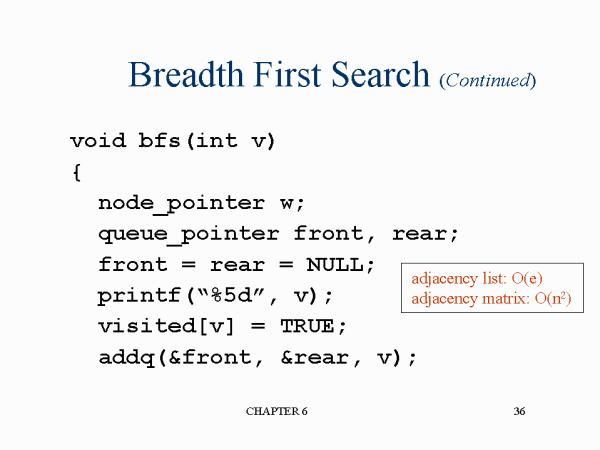 Breadth First Search (Continued)
void bfs(int v)
{
node_pointer w;
queue_pointer front, rear;
front = rear = NULL;
printf(“%5d”, v);
visited[v] = TRUE;
addq(&front, &rear, v);
adjacency list: O(e)
adjacency matrix: O(n²)
CHAPTER 6
36